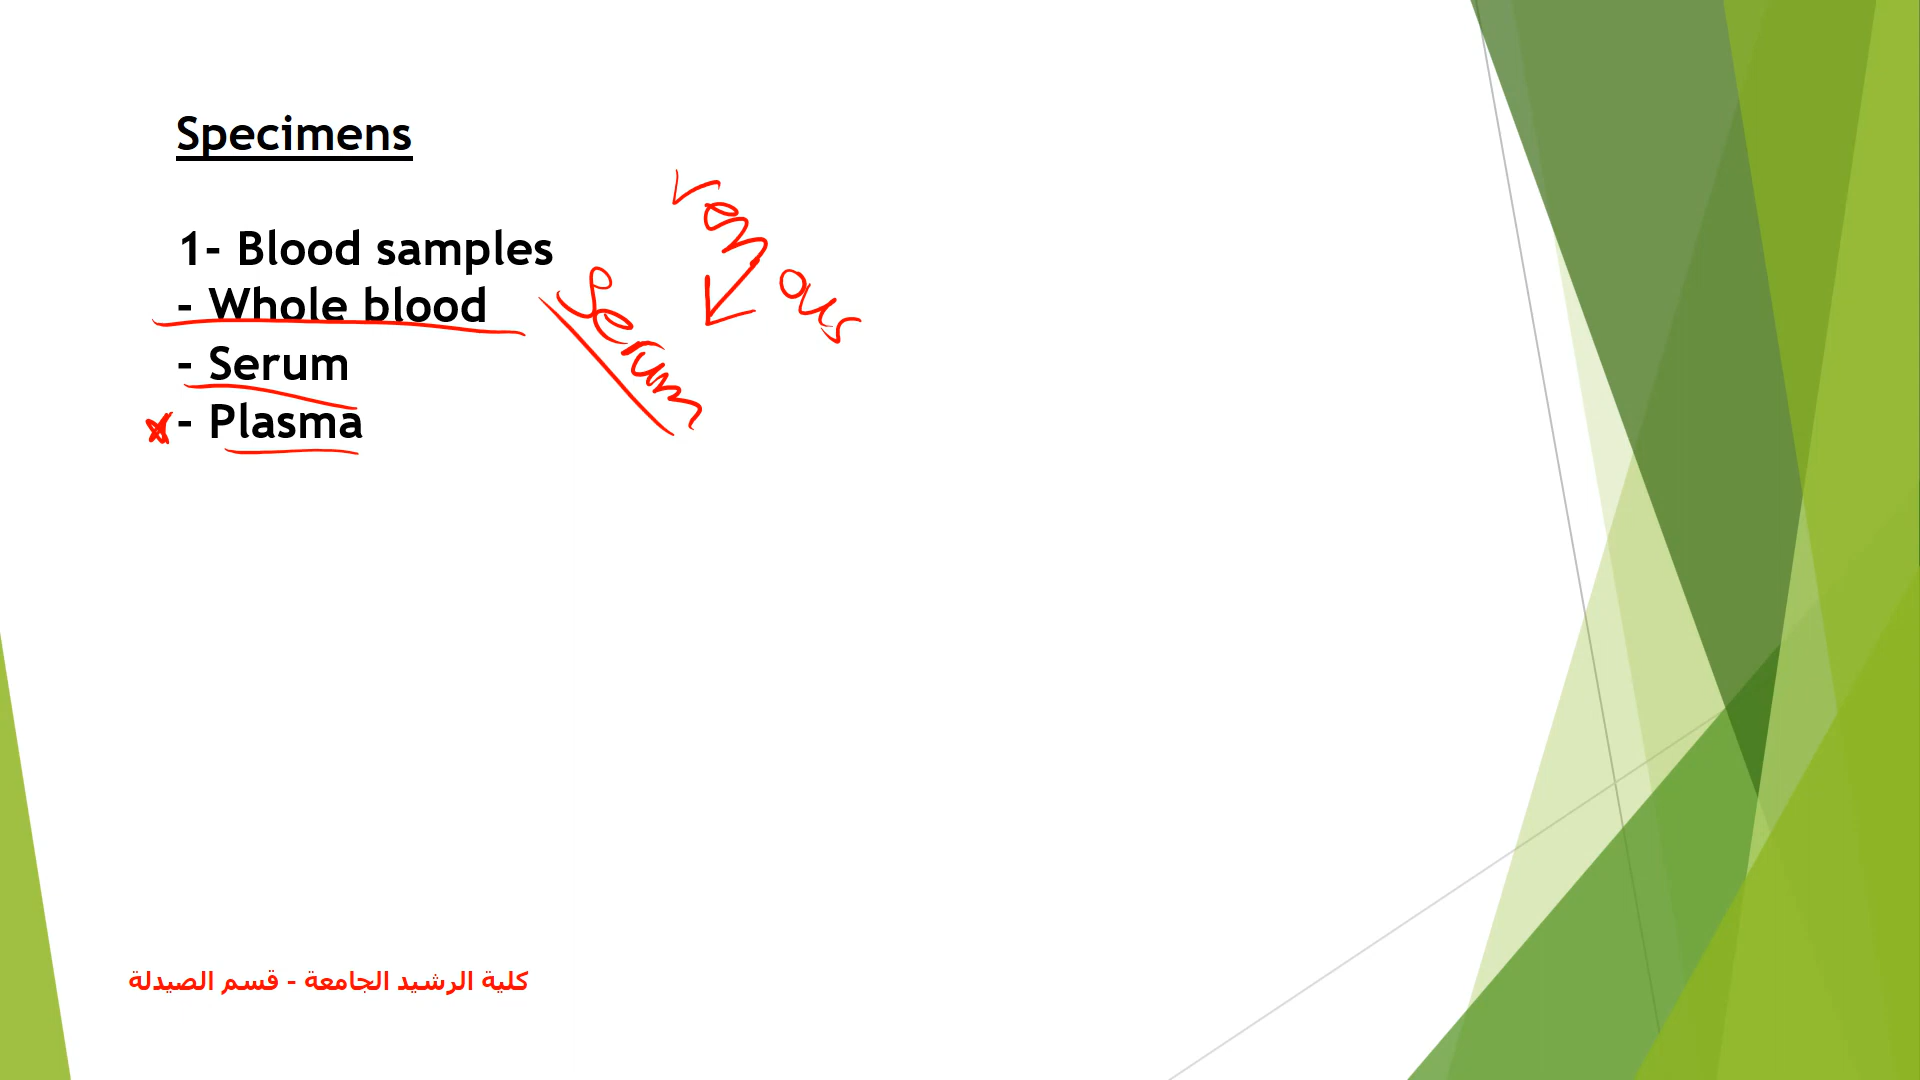 Specimens
1- Blood samples
- Whole blood
- Serum
- Plasma
venous
Serum
كلية الرشيد الجامعة - قسم الصيدلة